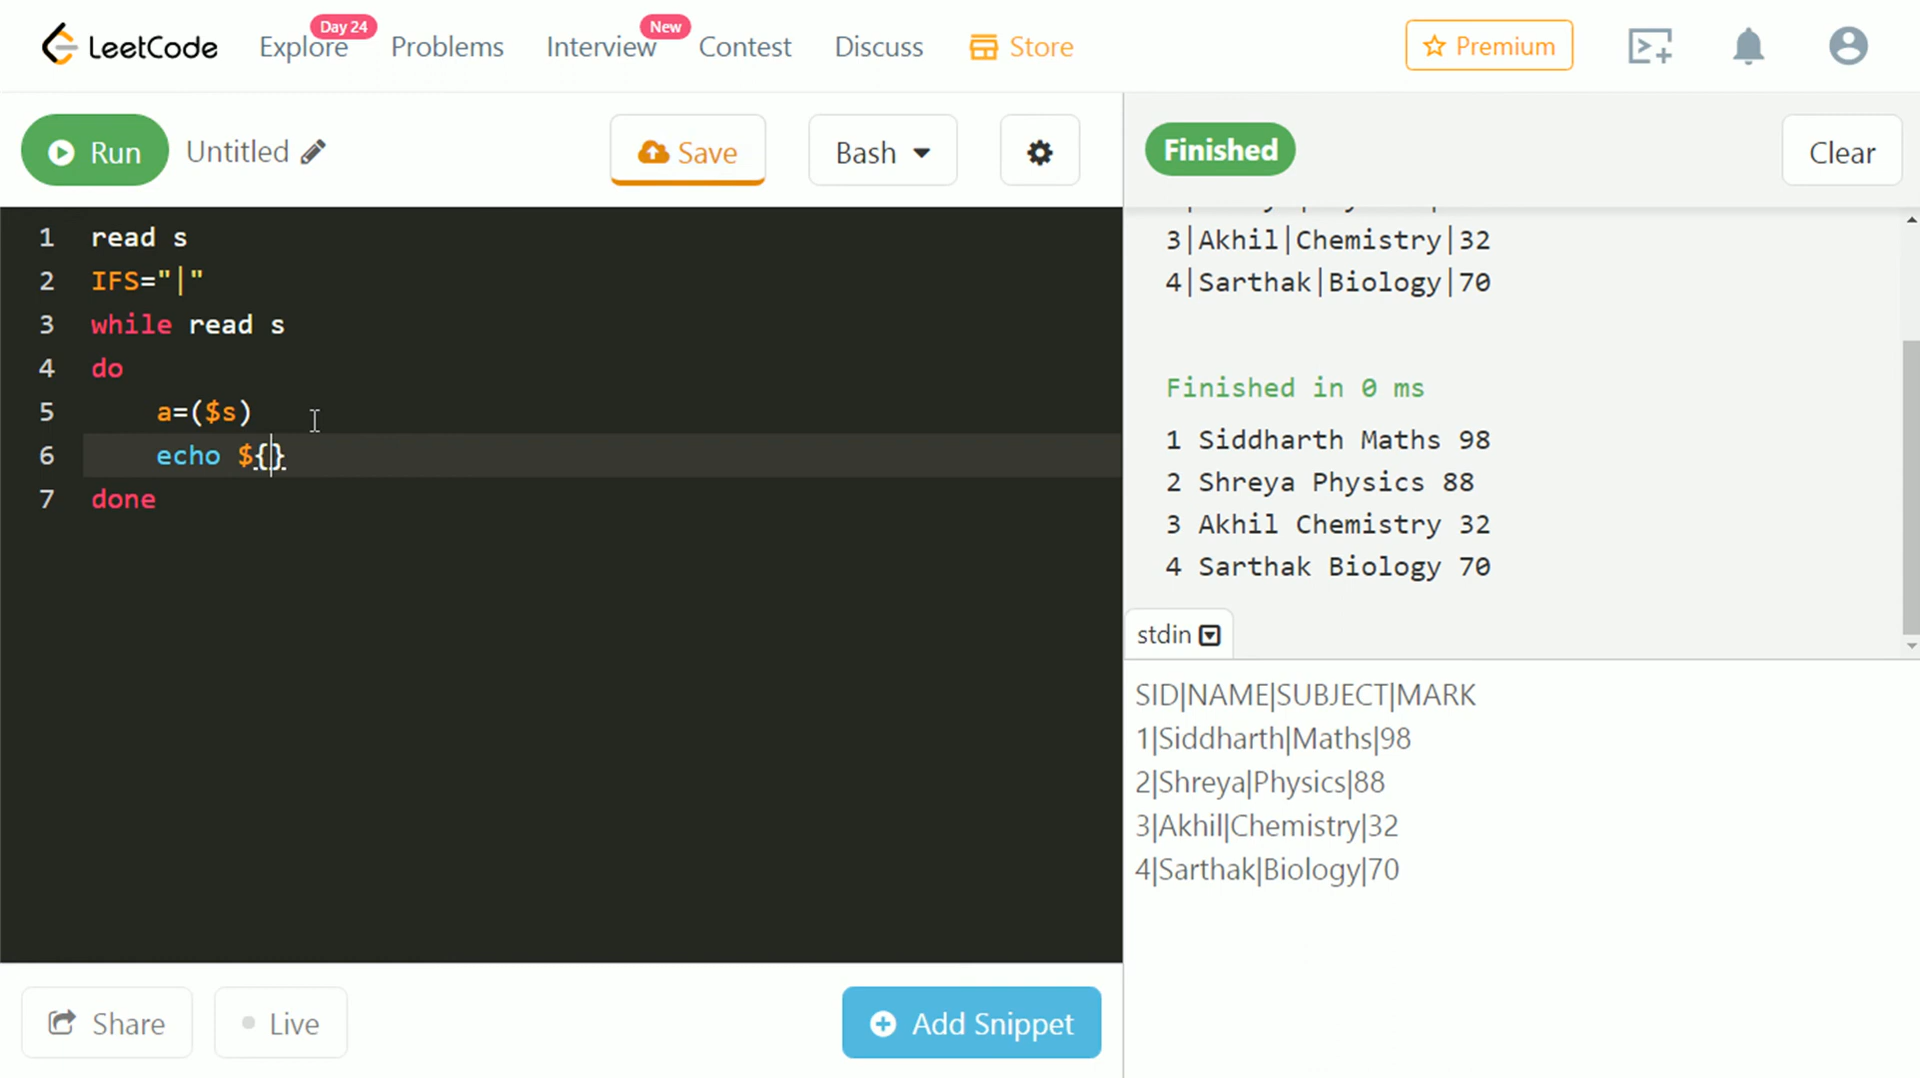 LeetCode Explore Day 24 Problems Interview New Contest Discuss Store Premium
Run Untitled Save Bash Finished Clear
1 read s
2 IFS="|"
3 while read s
4 do
5 a=($s)
6 echo ${}
7 done
3|Akhil|Chemistry|32
4|Sarthak|Biology|70
Finished in 0 ms
1 Siddharth Maths 98
2 Shreya Physics 88
3 Akhil Chemistry 32
4 Sarthak Biology 70
stdin
SID|NAME|SUBJECT|MARK
1|Siddharth|Maths|98
2|Shreya|Physics|88
3|Akhil|Chemistry|32
4|Sarthak|Biology|70
Share Live Add Snippet